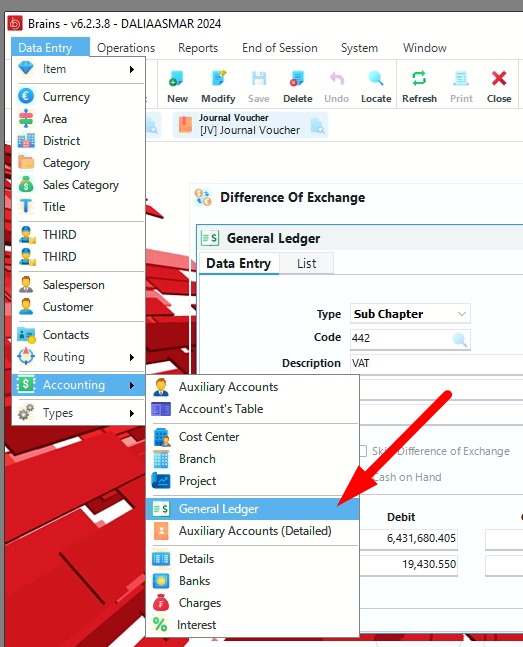 Brains - v6.2.3.8 - DALIAASMAR 2024
Data Entry Operations Reports End of Session System Window
New Modify Save Delete Undo Locate Refresh Print Close
Journal Voucher
[JV] Journal Voucher
Item
Currency
Area
District
Category
Sales Category
Title
THIRD
THIRD
Salesperson
Customer
Contacts
Routing
Accounting
Types
Difference Of Exchange
General Ledger
Data Entry List
Type Sub Chapter
Code 442
Description VAT
Difference of Exchange
Cash on Hand
Debit
6,431,680.405
19,430.550
Auxiliary Accounts
Account's Table
Cost Center
Branch
Project
General Ledger
Auxiliary Accounts (Detailed)
Details
Banks
Charges
Interest